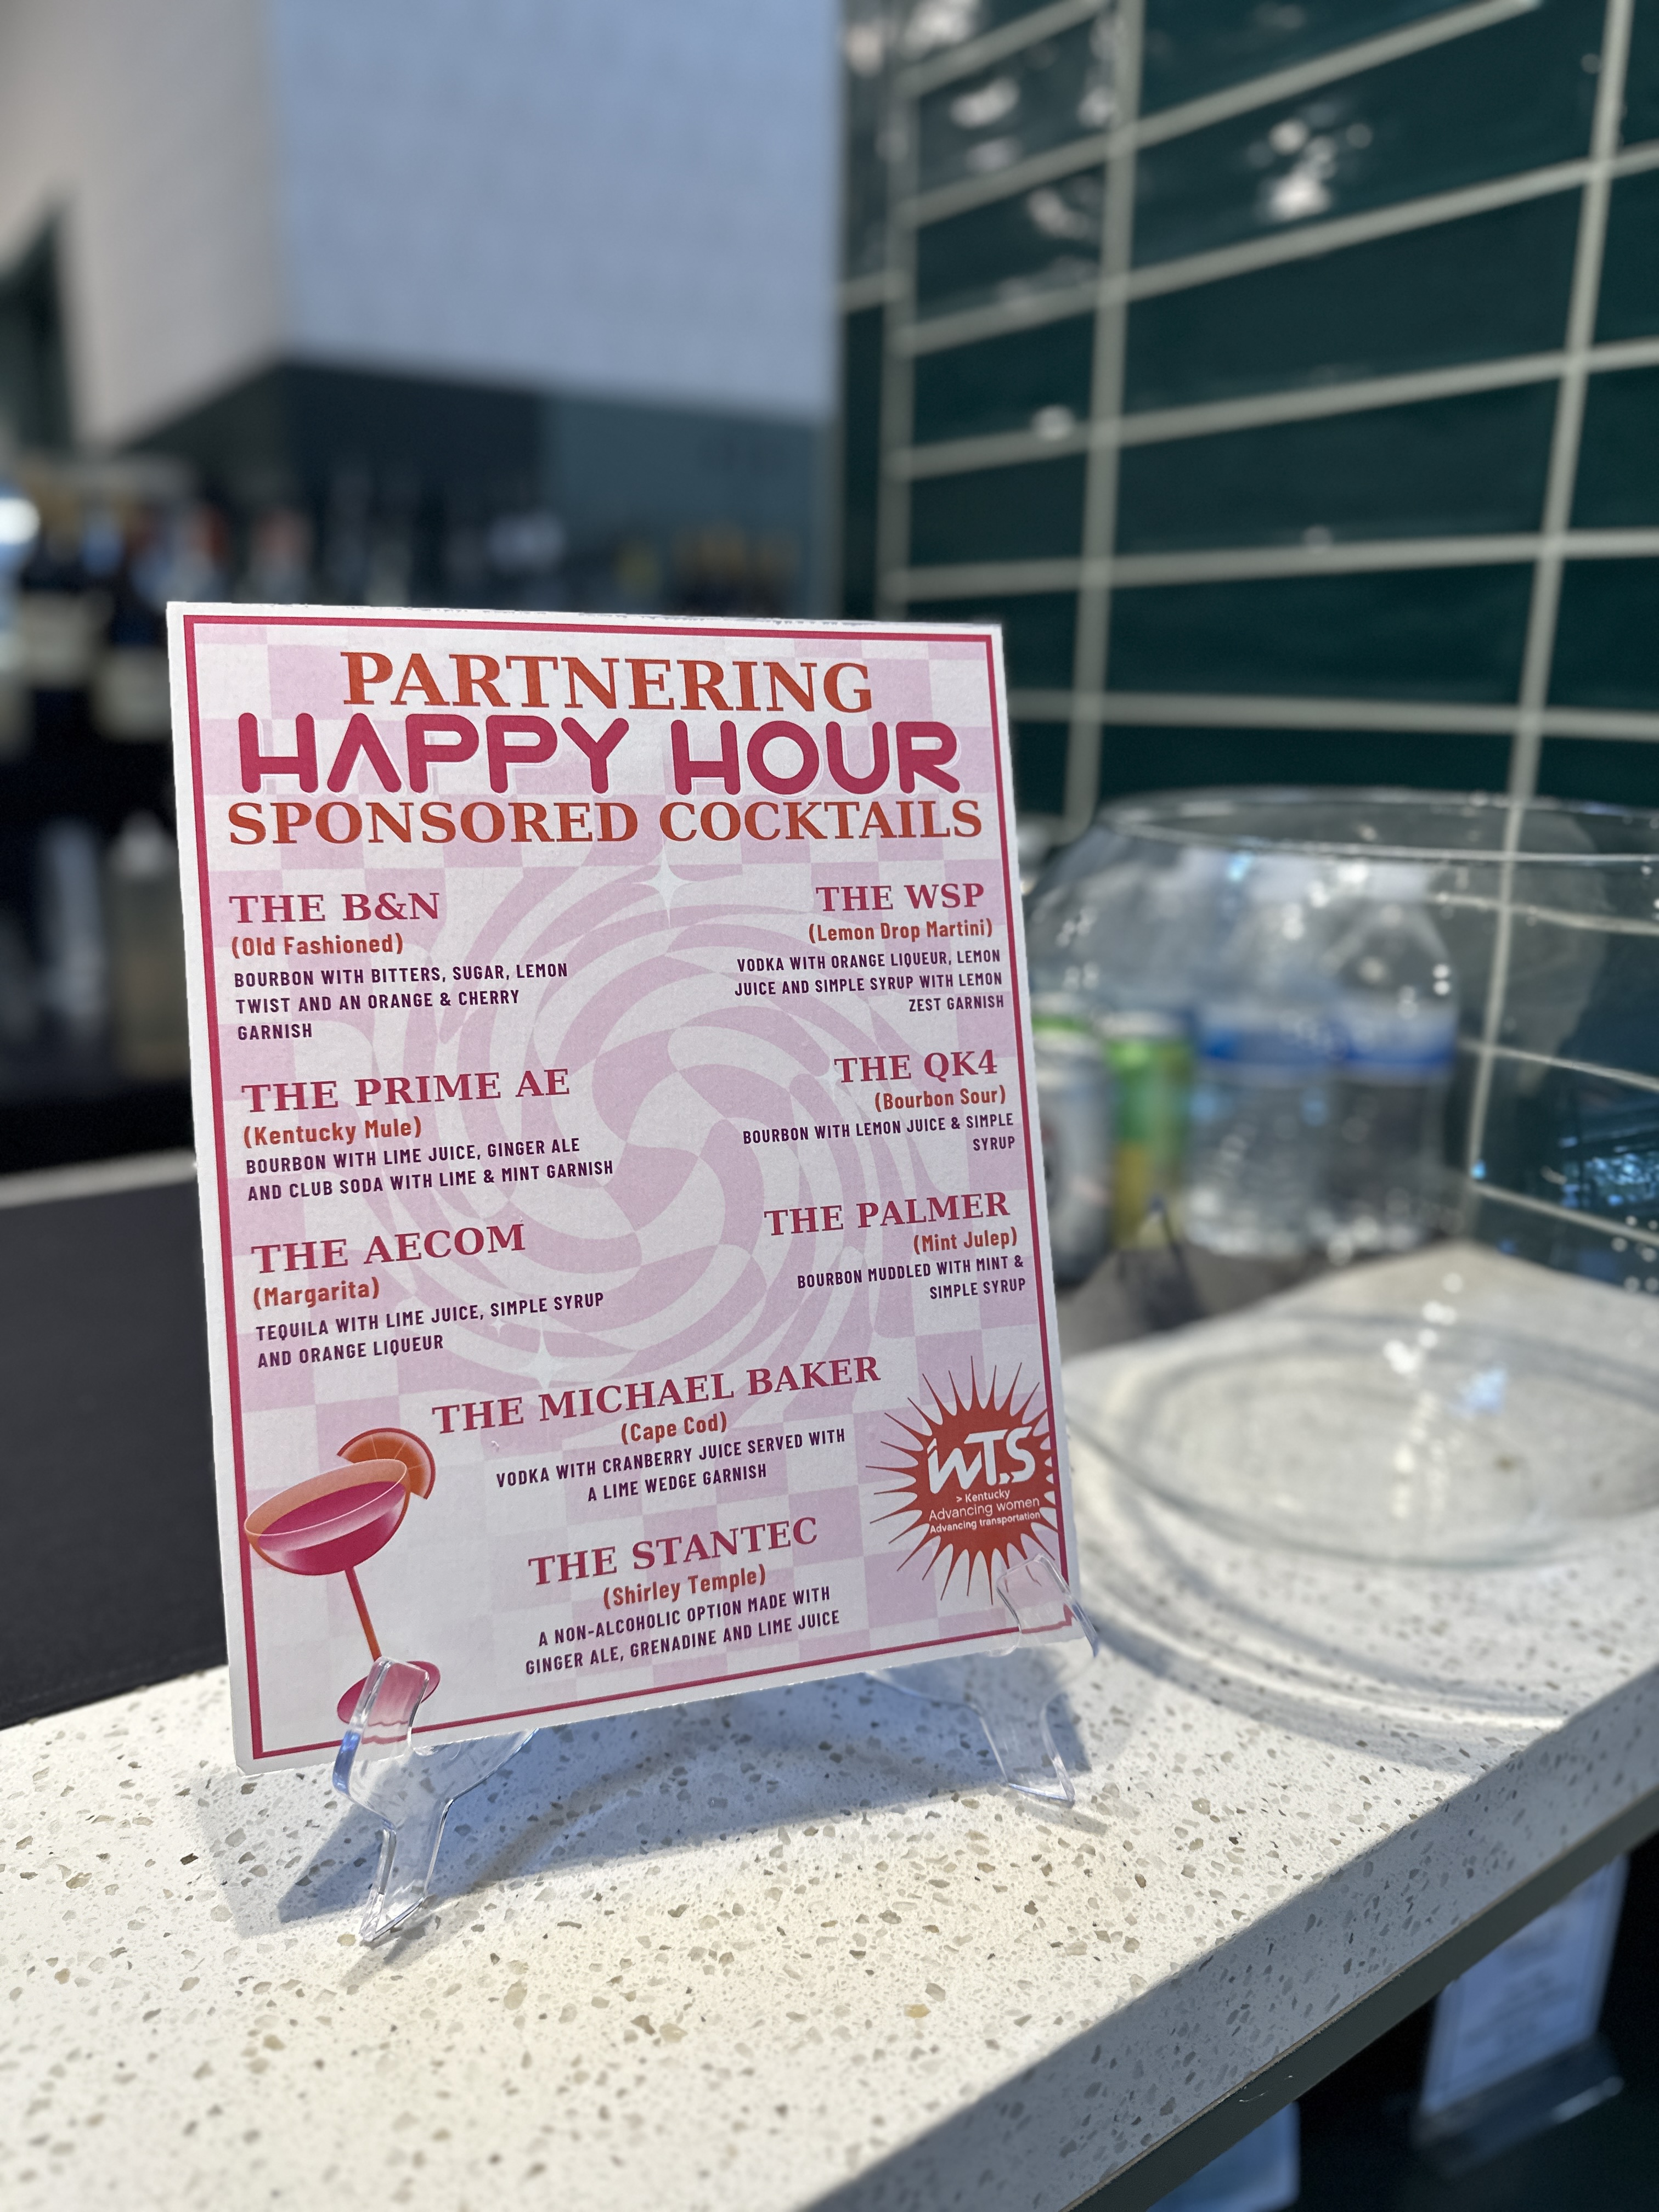 PARTNERING
HAPPY HOUR
SPONSORED COCKTAILS
THE B&N
(Old Fashioned)
BOURBON WITH BITTERS, SUGAR, LEMON
TWIST AND AN ORANGE & CHERRY
GARNISH
THE PRIME AE
(Kentucky Mule)
BOURBON WITH LIME JUICE, GINGER ALE
AND CLUB SODA WITH LIME & MINT GARNISH
THE AECOM
(Margarita)
TEQUILA WITH LIME JUICE, SIMPLE SYRUP
AND ORANGE LIQUEUR
THE WSP
(Lemon Drop Martini)
VODKA WITH ORANGE LIQUEUR, LEMON
JUICE AND SIMPLE SYRUP WITH LEMON
ZEST GARNISH
THE QK4
(Bourbon Sour)
BOURBON WITH LEMON JUICE & SIMPLE
SYRUP
THE PALMER
(Mint Julep)
BOURBON MUDDLED WITH MINT &
SIMPLE SYRUP
THE MICHAEL BAKER
(Cape Cod)
VODKA WITH CRANBERRY JUICE SERVED WITH
A LIME WEDGE GARNISH
THE STANTEC
(Shirley Temple)
A NON-ALCOHOLIC OPTION MADE WITH
GINGER ALE, GRENADINE AND LIME JUICE
WTS
> Kentucky
Advancing women
Advancing transportation